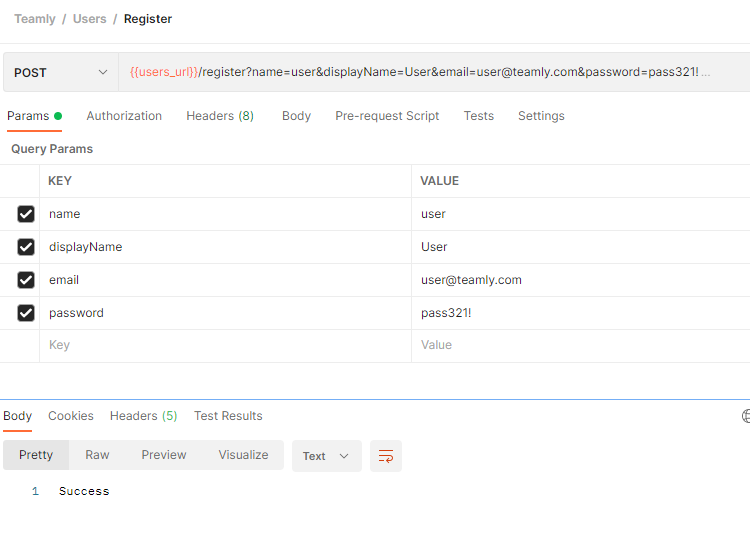 Teamly / Users / Register
POST {{users_url}}/register?name=user&displayName=User&email=user@teamly.com&password=pass321! ...
Params Authorization Headers (8) Body Pre-request Script Tests Settings
Query Params
KEY VALUE
name user
displayName User
email user@teamly.com
password pass321!
Key Value
Body Cookies Headers (5) Test Results
Pretty Raw Preview Visualize Text
1 Success